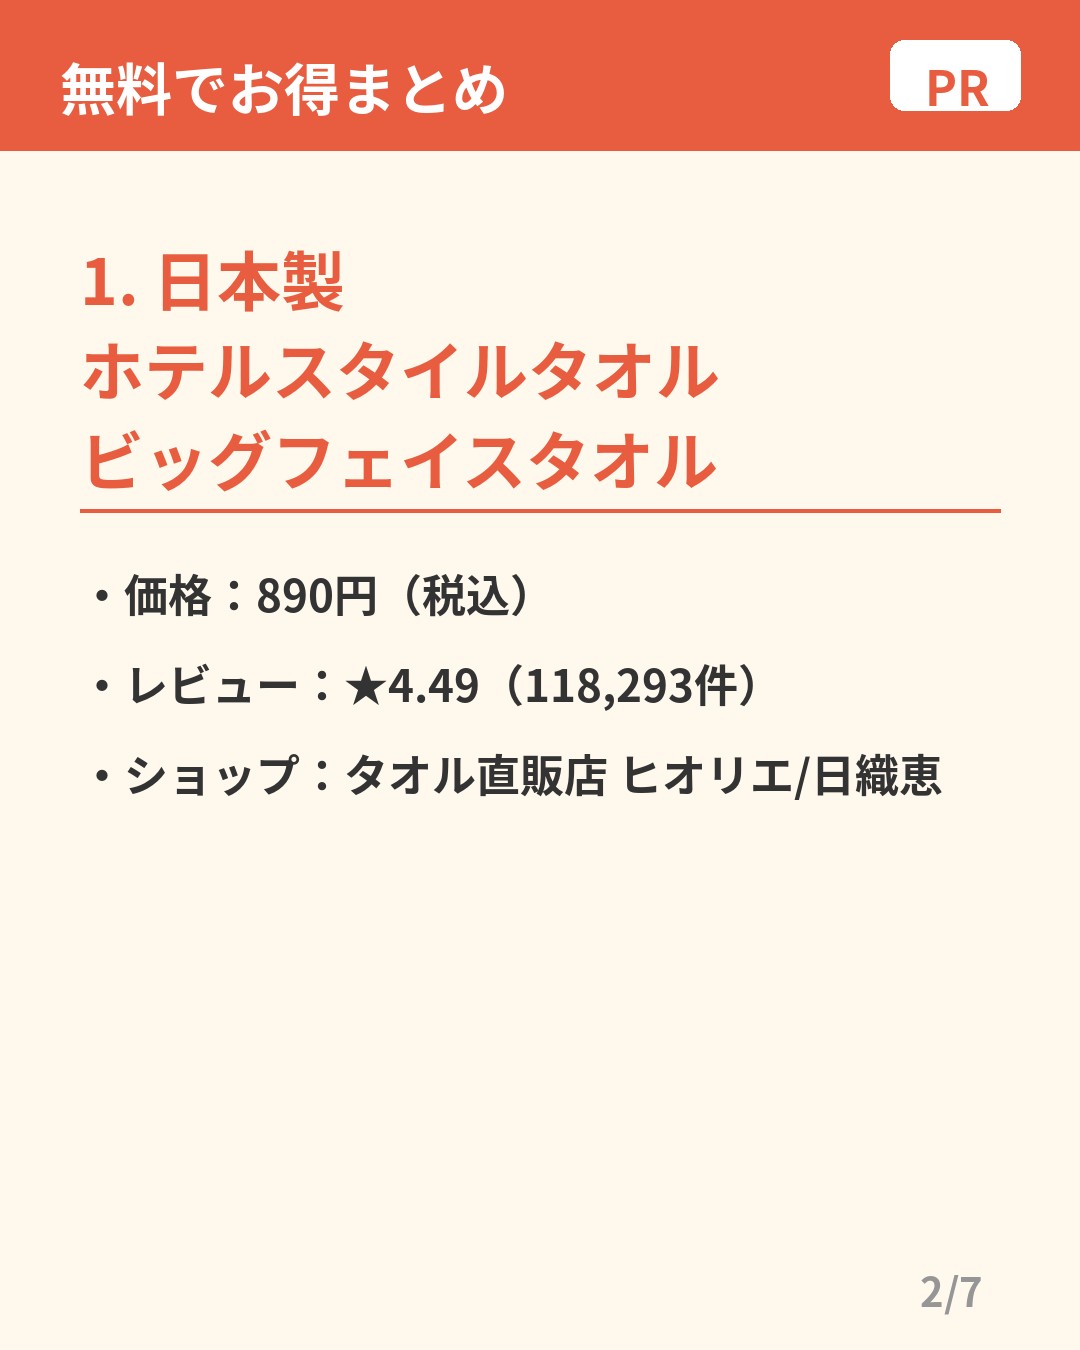 無料でお得まとめ
PR
1. 日本製
ホテルスタイルタオル
ビッグフェイスタオル
・価格：890円（税込）
・レビュー：★4.49（118,293件）
・ショップ：タオル直販店 ヒオリエ/日織恵
2/7